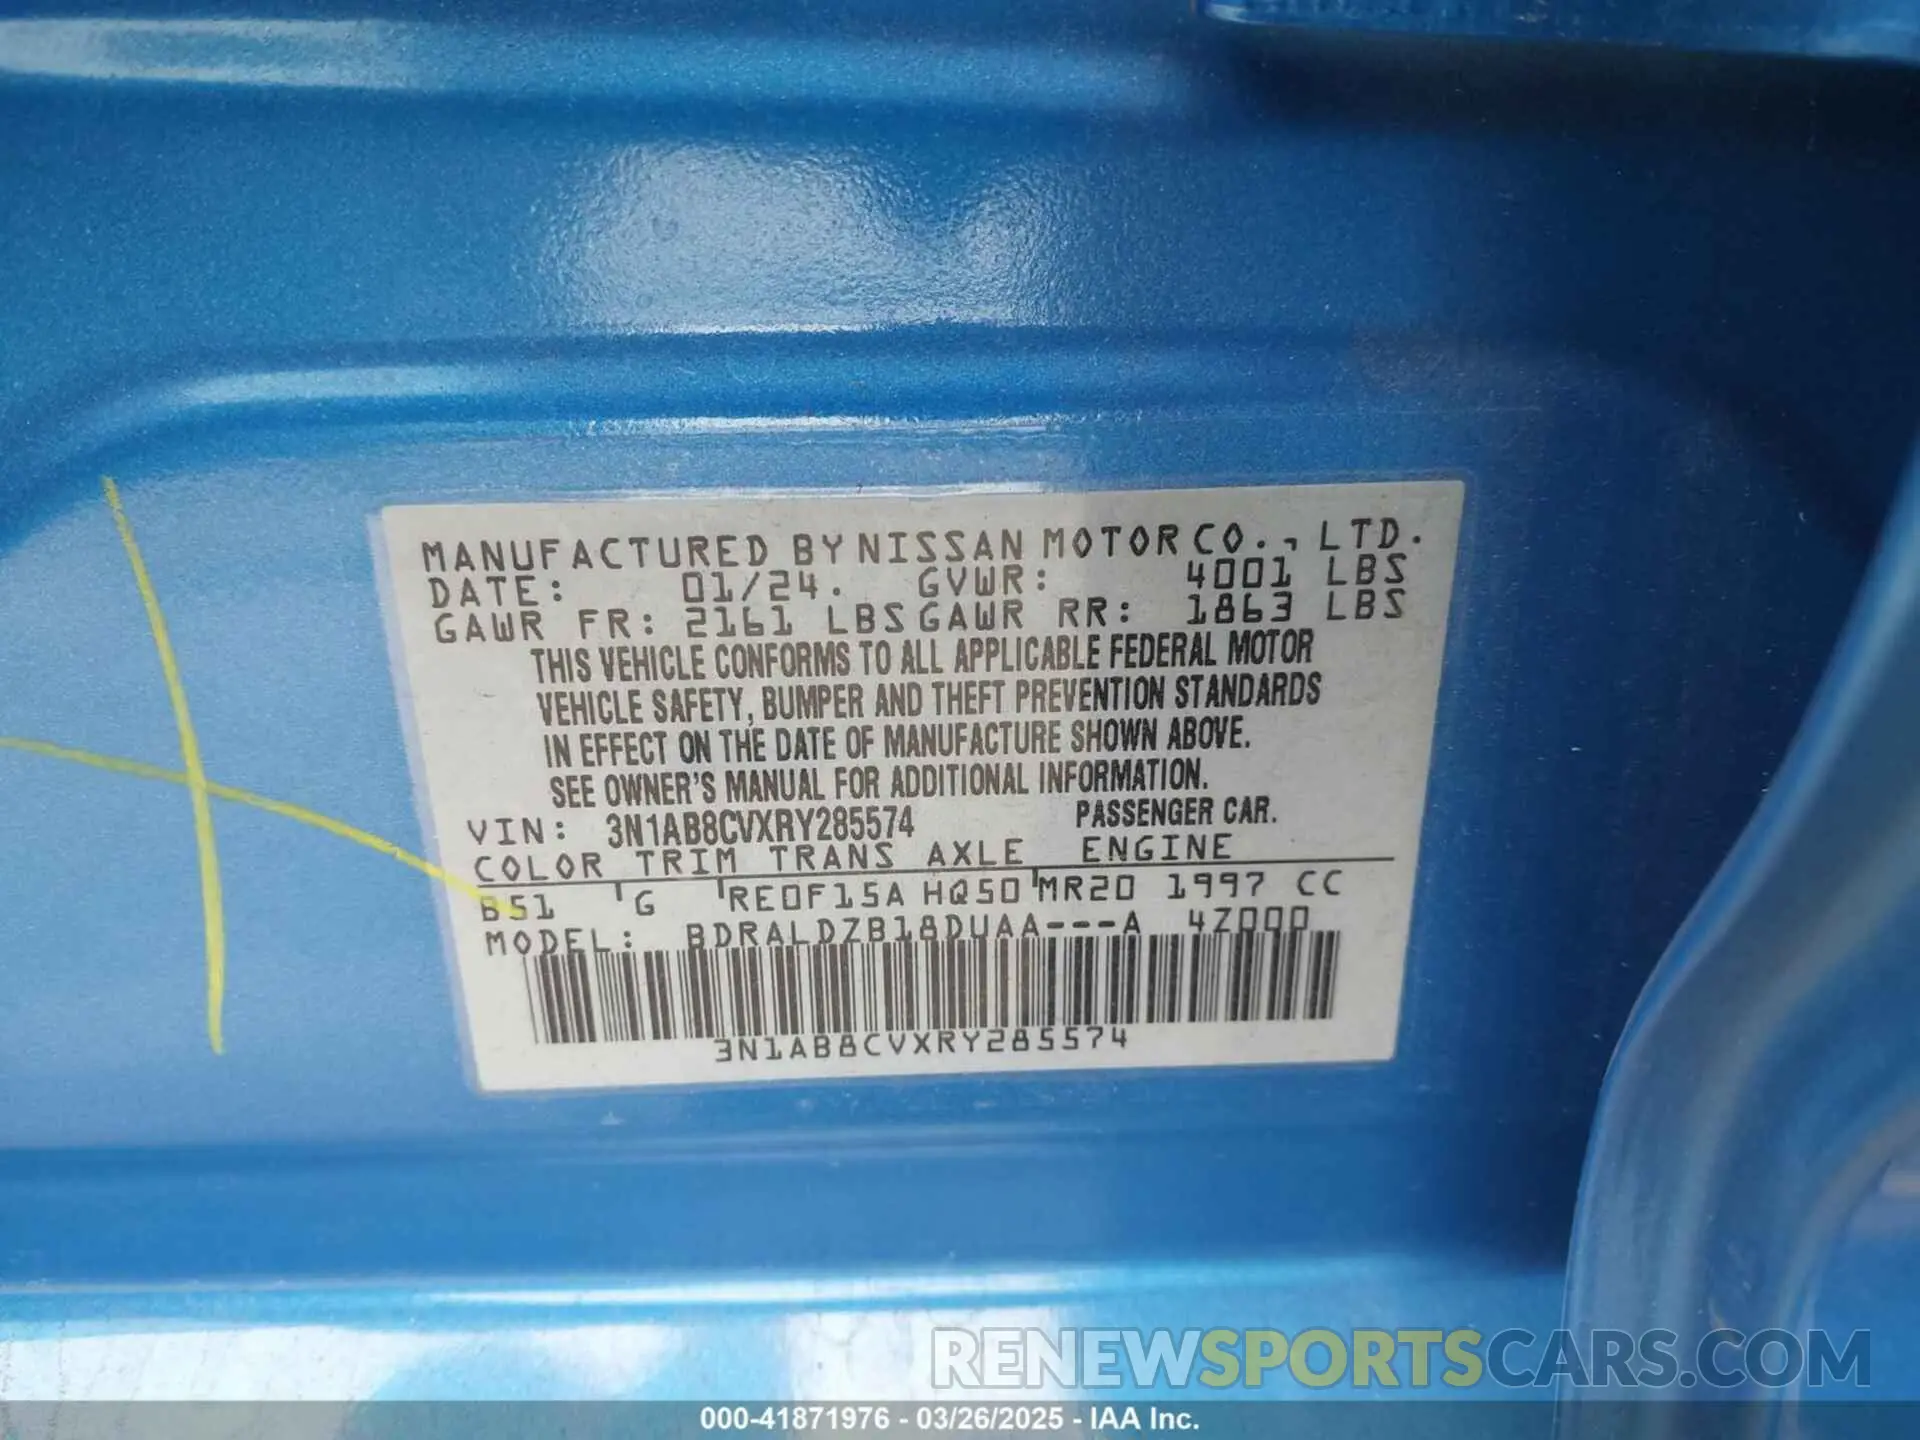 MANUFACTURED BY NISSAN MOTOR CO., LTD.
DATE: 01/24. GVWR: 4001 LBS
GAWR FR: 2161 LBS GAWR RR: 1863 LBS
THIS VEHICLE CONFORMS TO ALL APPLICABLE FEDERAL MOTOR
VEHICLE SAFETY, BUMPER AND THEFT PREVENTION STANDARDS
IN EFFECT ON THE DATE OF MANUFACTURE SHOWN ABOVE.
SEE OWNER'S MANUAL FOR ADDITIONAL INFORMATION.
VIN: 3N1AB8CVXRY285574 PASSENGER CAR.
COLOR TRIM TRANS AXLE ENGINE
B51 G RE0F15A HQ50 MR20 1997 CC
MODEL: BDRALDZB18DUAA---A 4Z000
3N1AB8CVXRY285574
RENEWSPORTSCARS.COM
000-41871976 - 03/26/2025 - IAA Inc.